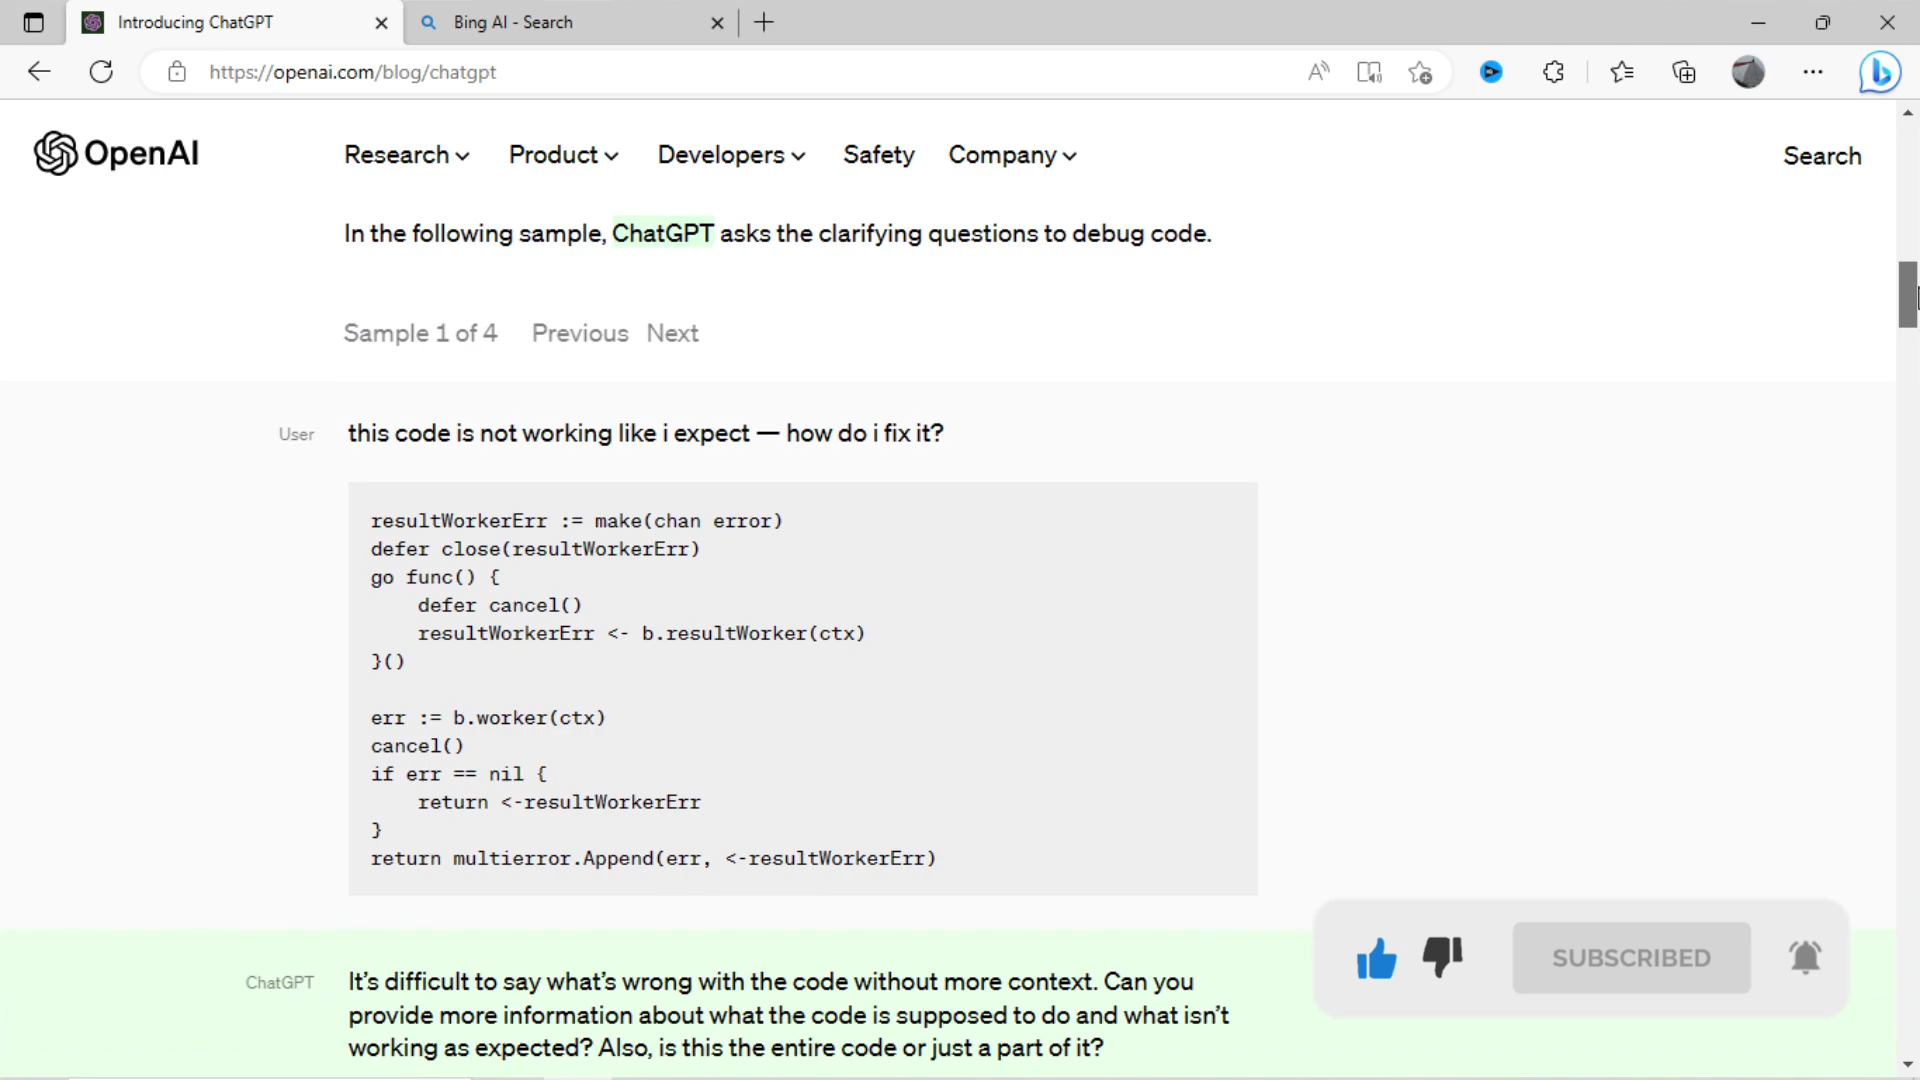 Introducing ChatGPT
Bing AI - Search
https://openai.com/blog/chatgpt
OpenAI
Research
Product
Developers
Safety
Company
Search
In the following sample, ChatGPT asks the clarifying questions to debug code.
Sample 1 of 4 Previous Next
User
this code is not working like i expect — how do i fix it?
resultWorkerErr := make(chan error)
defer close(resultWorkerErr)
go func() {
    defer cancel()
    resultWorkerErr <- b.resultWorker(ctx)
}()
err := b.worker(ctx)
cancel()
if err == nil {
    return <-resultWorkerErr
}
return multierror.Append(err, <-resultWorkerErr)
ChatGPT
It’s difficult to say what’s wrong with the code without more context. Can you
provide more information about what the code is supposed to do and what isn’t
working as expected? Also, is this the entire code or just a part of it?
SUBSCRIBED